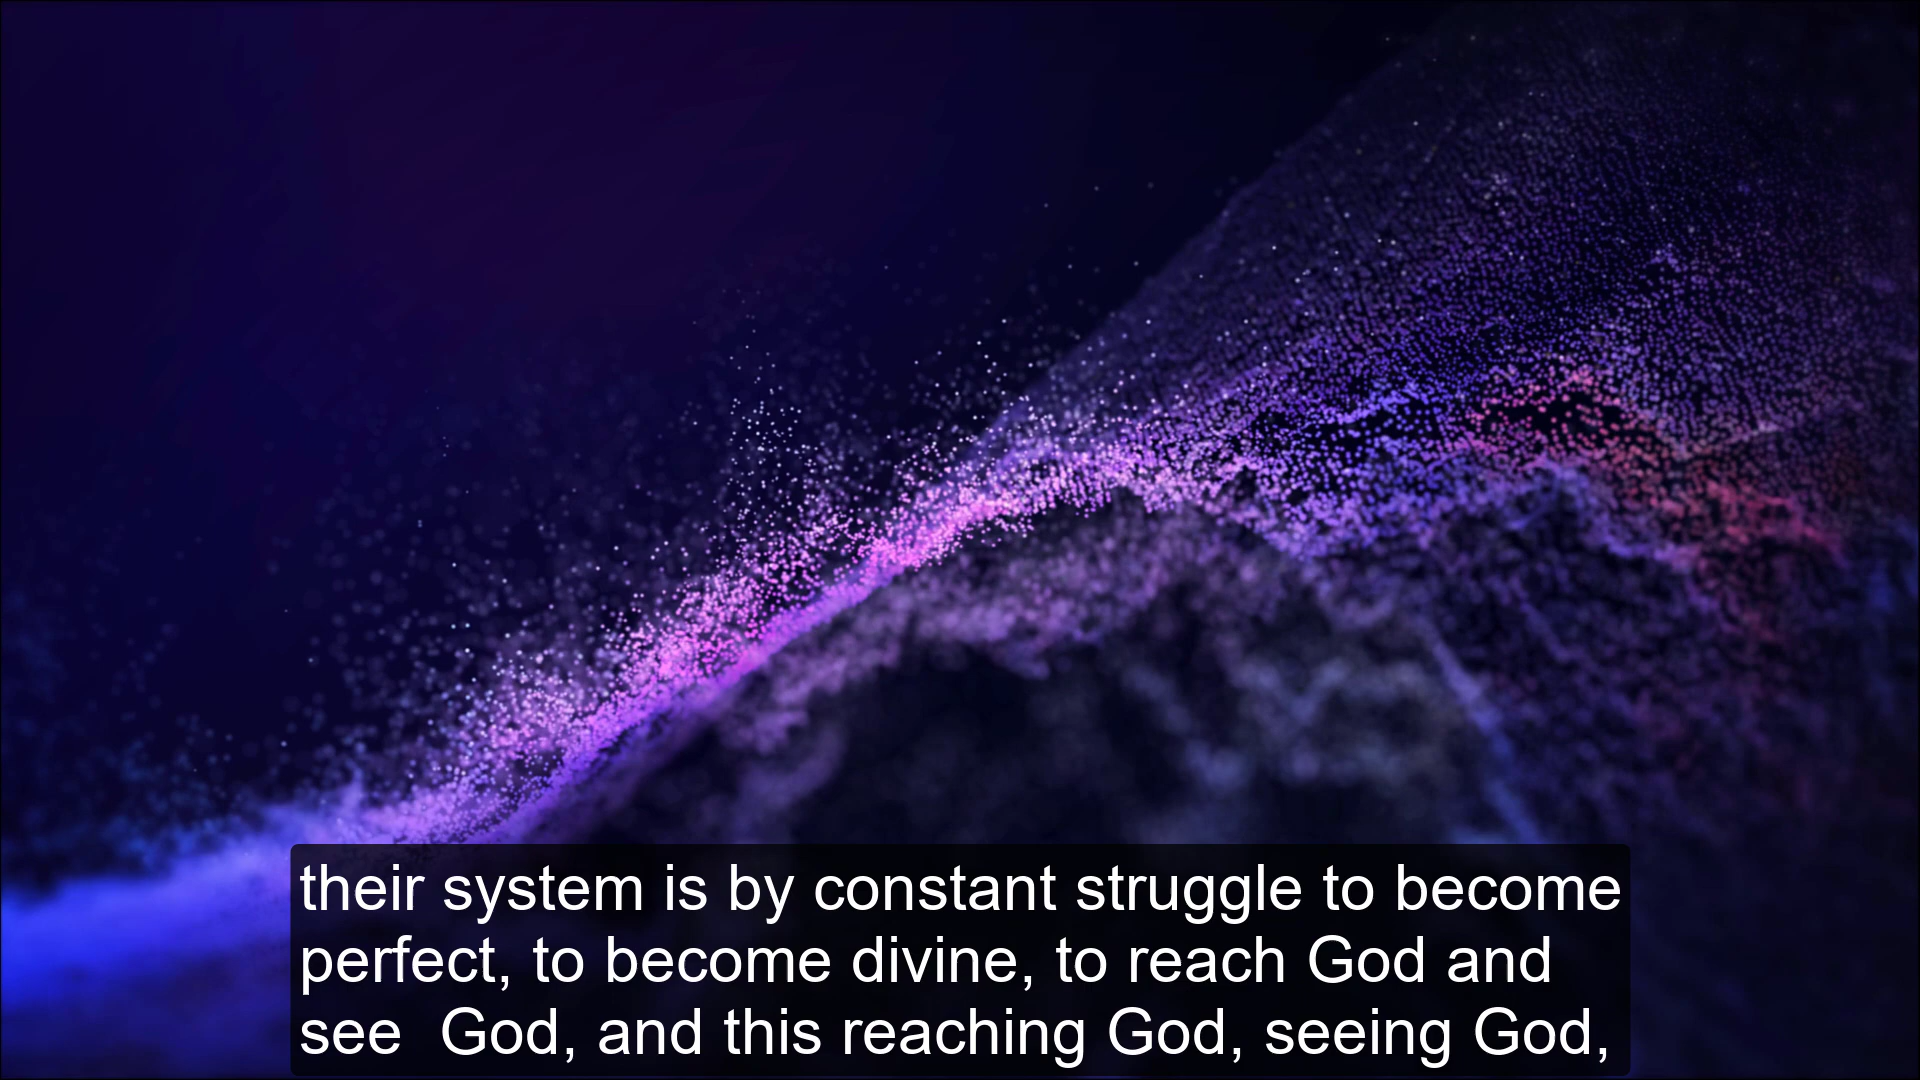 their system is by constant struggle to become
perfect, to become divine, to reach God and
see  God, and this reaching God, seeing God,